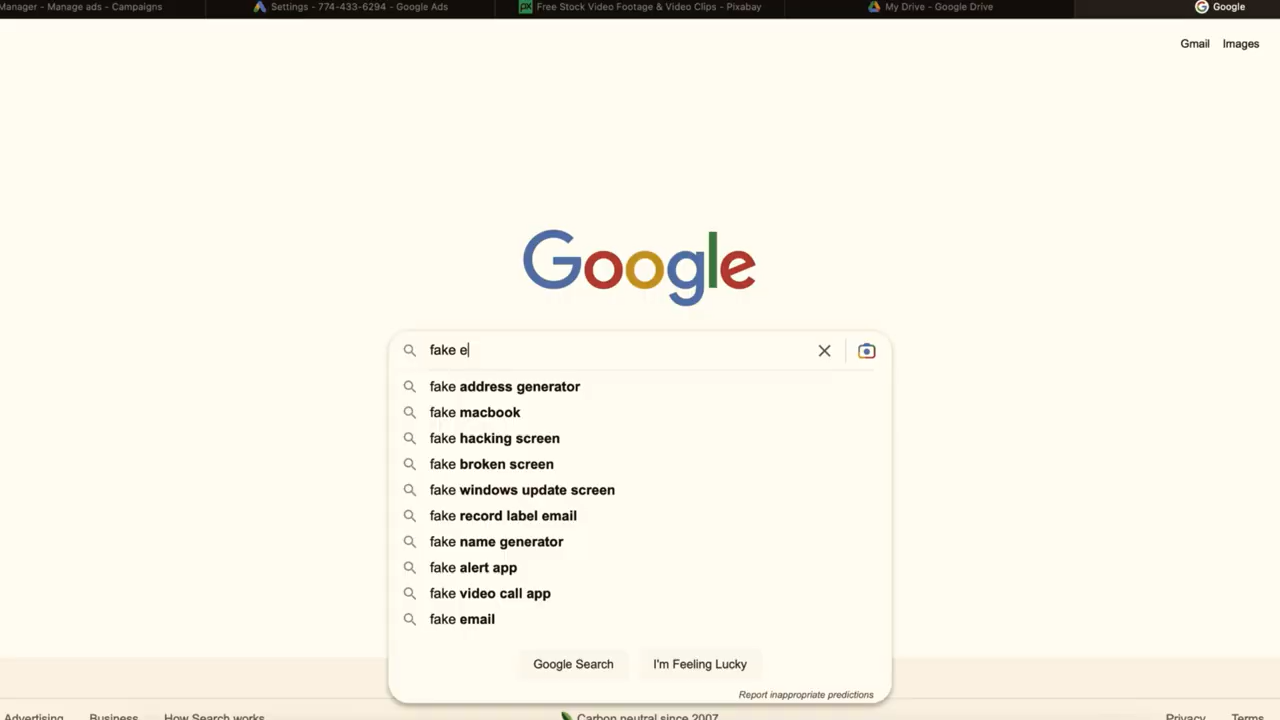 Manager - Manage ads - Campaigns
Settings - 774-433-6294 - Google Ads
px Free Stock Video Footage & Video Clips - Pixabay
My Drive - Google Drive
Google
Gmail Images
Google
fake e
fake address generator
fake macbook
fake hacking screen
fake broken screen
fake windows update screen
fake record label email
fake name generator
fake alert app
fake video call app
fake email
Google Search I'm Feeling Lucky
Report inappropriate predictions
Advertising Business How Search works Carbon neutral since 2007 Privacy Terms